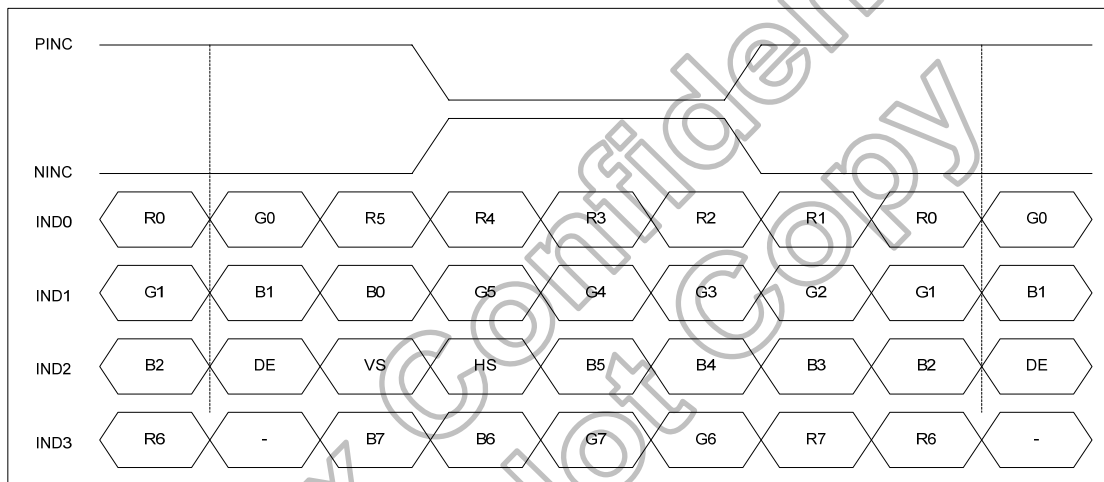 PINC
NINC
IND0 R0 G0 R5 R4 R3 R2 R1 R0 G0
IND1 G1 B1 B0 G5 G4 G3 G2 G1 B1
IND2 B2 DE VS HS B5 B4 B3 B2 DE
IND3 R6 - B7 B6 G7 G6 R7 R6 -
Confiden
Copy